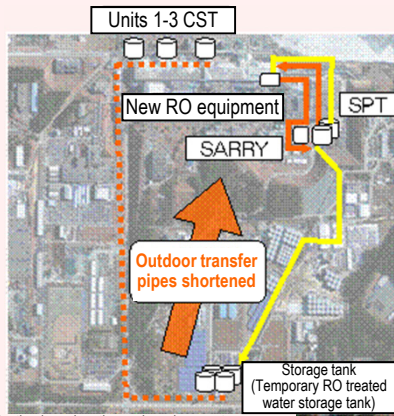 Units 1-3 CST
New RO equipment
SPT
SARRY
Outdoor transfer
pipes shortened
Storage tank
(Temporary RO treated
water storage tank)